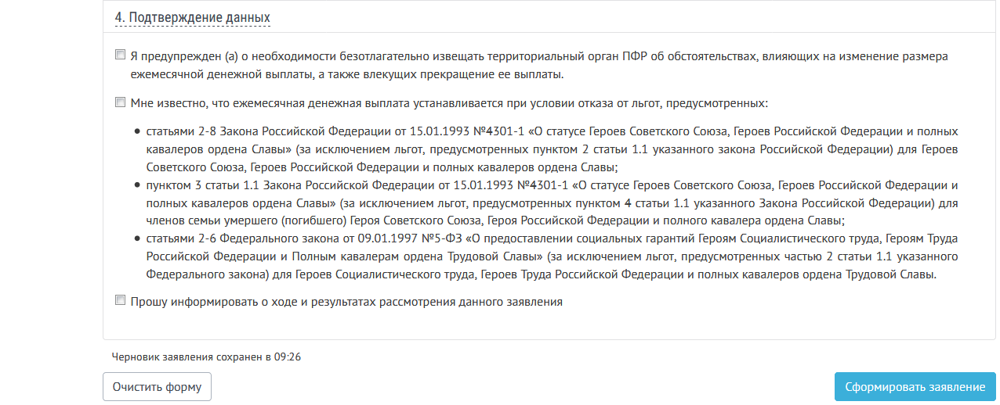 4. Подтверждение данных
Я предупрежден (а) о необходимости безотлагательно извещать территориальный орган ПФР об обстоятельствах, влияющих на изменение размера
ежемесячной денежной выплаты, а также влекущих прекращение ее выплаты.
Мне известно, что ежемесячная денежная выплата устанавливается при условии отказа от льгот, предусмотренных:
• статьями 2-8 Закона Российской Федерации от 15.01.1993 №4301-1 «О статусе Героев Советского Союза, Героев Российской Федерации и полных
кавалеров ордена Славы» (за исключением льгот, предусмотренных пунктом 2 статьи 1.1 указанного закона Российской Федерации) для Героев
Советского Союза, Героев Российской Федерации и полных кавалеров ордена Славы;
• пунктом 3 статьи 1.1 Закона Российской Федерации от 15.01.1993 №4301-1 «О статусе Героев Советского Союза, Героев Российской Федерации и
полных кавалеров ордена Славы» (за исключением льгот, предусмотренных пунктом 4 статьи 1.1 указанного Закона Российской Федерации) для
членов семьи умершего (погибшего) Героя Советского Союза, Героя Российской Федерации и полного кавалера ордена Славы;
• статьями 2-6 Федерального закона от 09.01.1997 №5-ФЗ «О предоставлении социальных гарантий Героям Социалистического труда, Героям Труда
Российской Федерации и Полным кавалерам ордена Трудовой Славы» (за исключением льгот, предусмотренных частью 2 статьи 1.1 указанного
Федерального закона) для Героев Социалистического труда, Героев Труда Российской Федерации и полных кавалеров ордена Трудовой Славы.
Прошу информировать о ходе и результатах рассмотрения данного заявления
Черновик заявления сохранен в 09:26
Очистить форму
Сформировать заявление